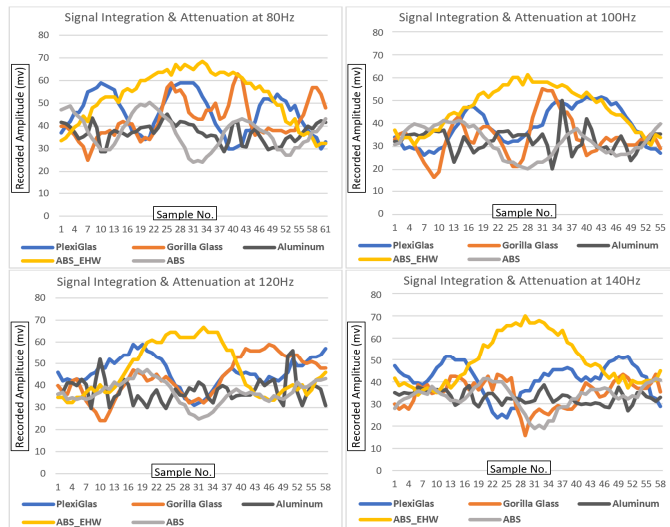 Signal Integration & Attenuation at 80Hz
Recorded Amplitude (mv)
80
70
60
50
40
30
20
10
0
1 4 7 10 13 16 19 22 25 28 31 34 37 40 43 46 49 52 55 58 61
Sample No.
PlexiGlas Gorilla Glass Aluminum
ABS_EHW ABS
Signal Integration & Attenuation at 100Hz
Recorded Amplitude (mv)
80
70
60
50
40
30
20
10
0
1 4 7 10 13 16 19 22 25 28 31 34 37 40 43 46 49 52 55
Sample No.
PlexiGlas Gorilla Glass Aluminum
ABS_EHW ABS
Signal Integration & Attenuation at 120Hz
Recorded Amplitude (mv)
80
70
60
50
40
30
20
10
0
1 4 7 10 13 16 19 22 25 28 31 34 37 40 43 46 49 52 55 58
Sample No.
PlexiGlas Gorilla Glass Aluminum
ABS_EHW ABS
Signal Integration & Attenuation at 140Hz
Recorded Amplitude (mv)
80
70
60
50
40
30
20
10
0
1 4 7 10 13 16 19 22 25 28 31 34 37 40 43 46 49 52 55 58
Sample No.
PlexiGlas Gorilla Glass Aluminum
ABS_EHW ABS